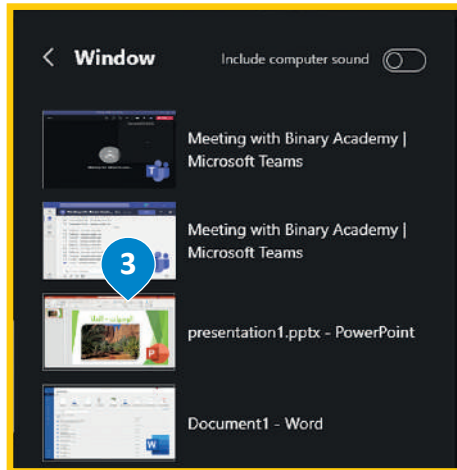 Window
Include computer sound
Meeting with Binary Academy |
Microsoft Teams
Meeting with Binary Academy |
Microsoft Teams
3
presentation1.pptx - PowerPoint
Document1 - Word